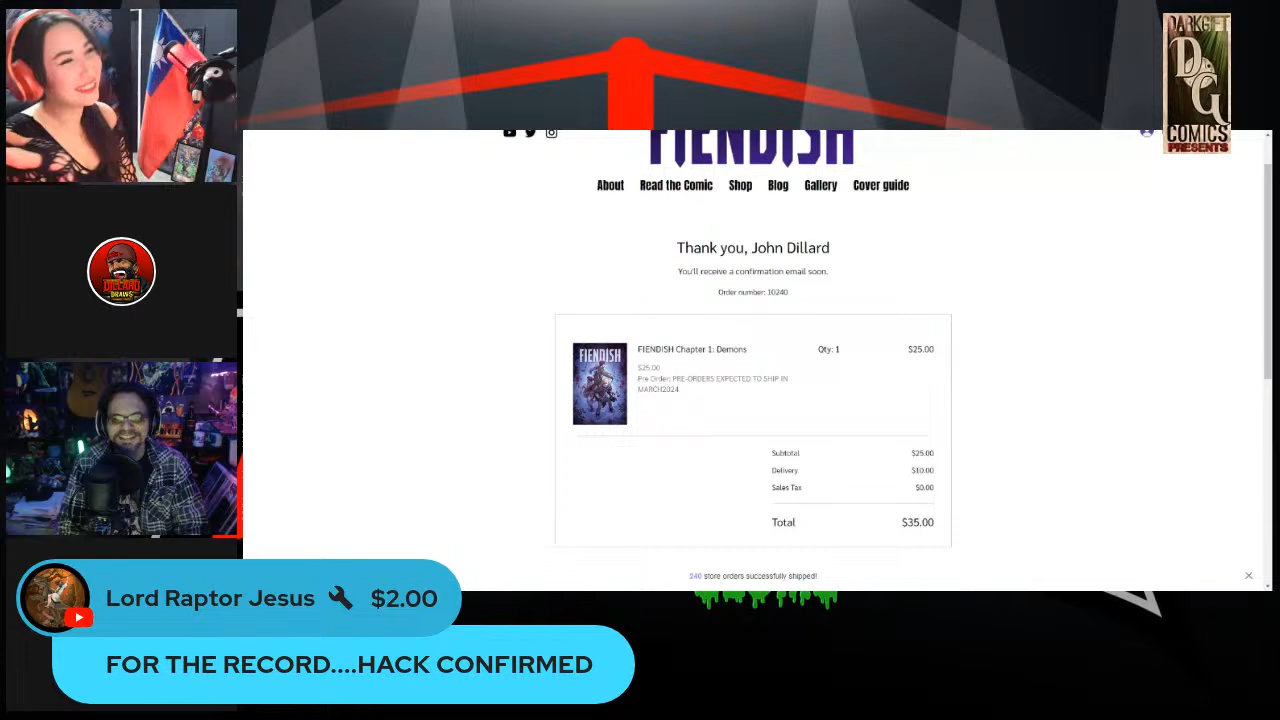 DARKGIFT
DG
COMICS
PRESENTS
FIENDISH
About Read the Comic Shop Blog Gallery Cover guide
Thank you, John Dillard
You'll receive a confirmation email soon.
Order number: 10240
FIENDISH
FIENDISH Chapter 1: Demons Qty: 1 $25.00
$25.00
Pre Order: PRE-ORDERS EXPECTED TO SHIP IN
MARCH2024
Subtotal $25.00
Delivery $10.00
Sales Tax $0.00
Total $35.00
240 store orders successfully shipped!
DILLARD
DRAWS
Lord Raptor Jesus $2.00
FOR THE RECORD....HACK CONFIRMED